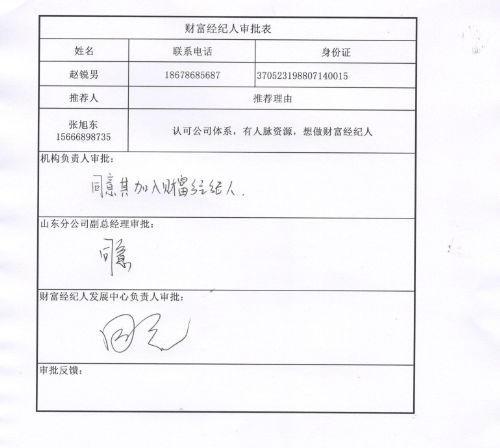 财富经纪人审批表
姓名 联系电话 身份证
赵锐男 18678685687 370523198807140015
推荐人 推荐理由
张旭东
15666898735
认可公司体系，有人脉资源，想做财富经纪人
机构负责人审批：
同意其加入财富经纪人.
山东分公司副总经理审批：
同意
财富经纪人发展中心负责人审批：
同意
审批反馈：